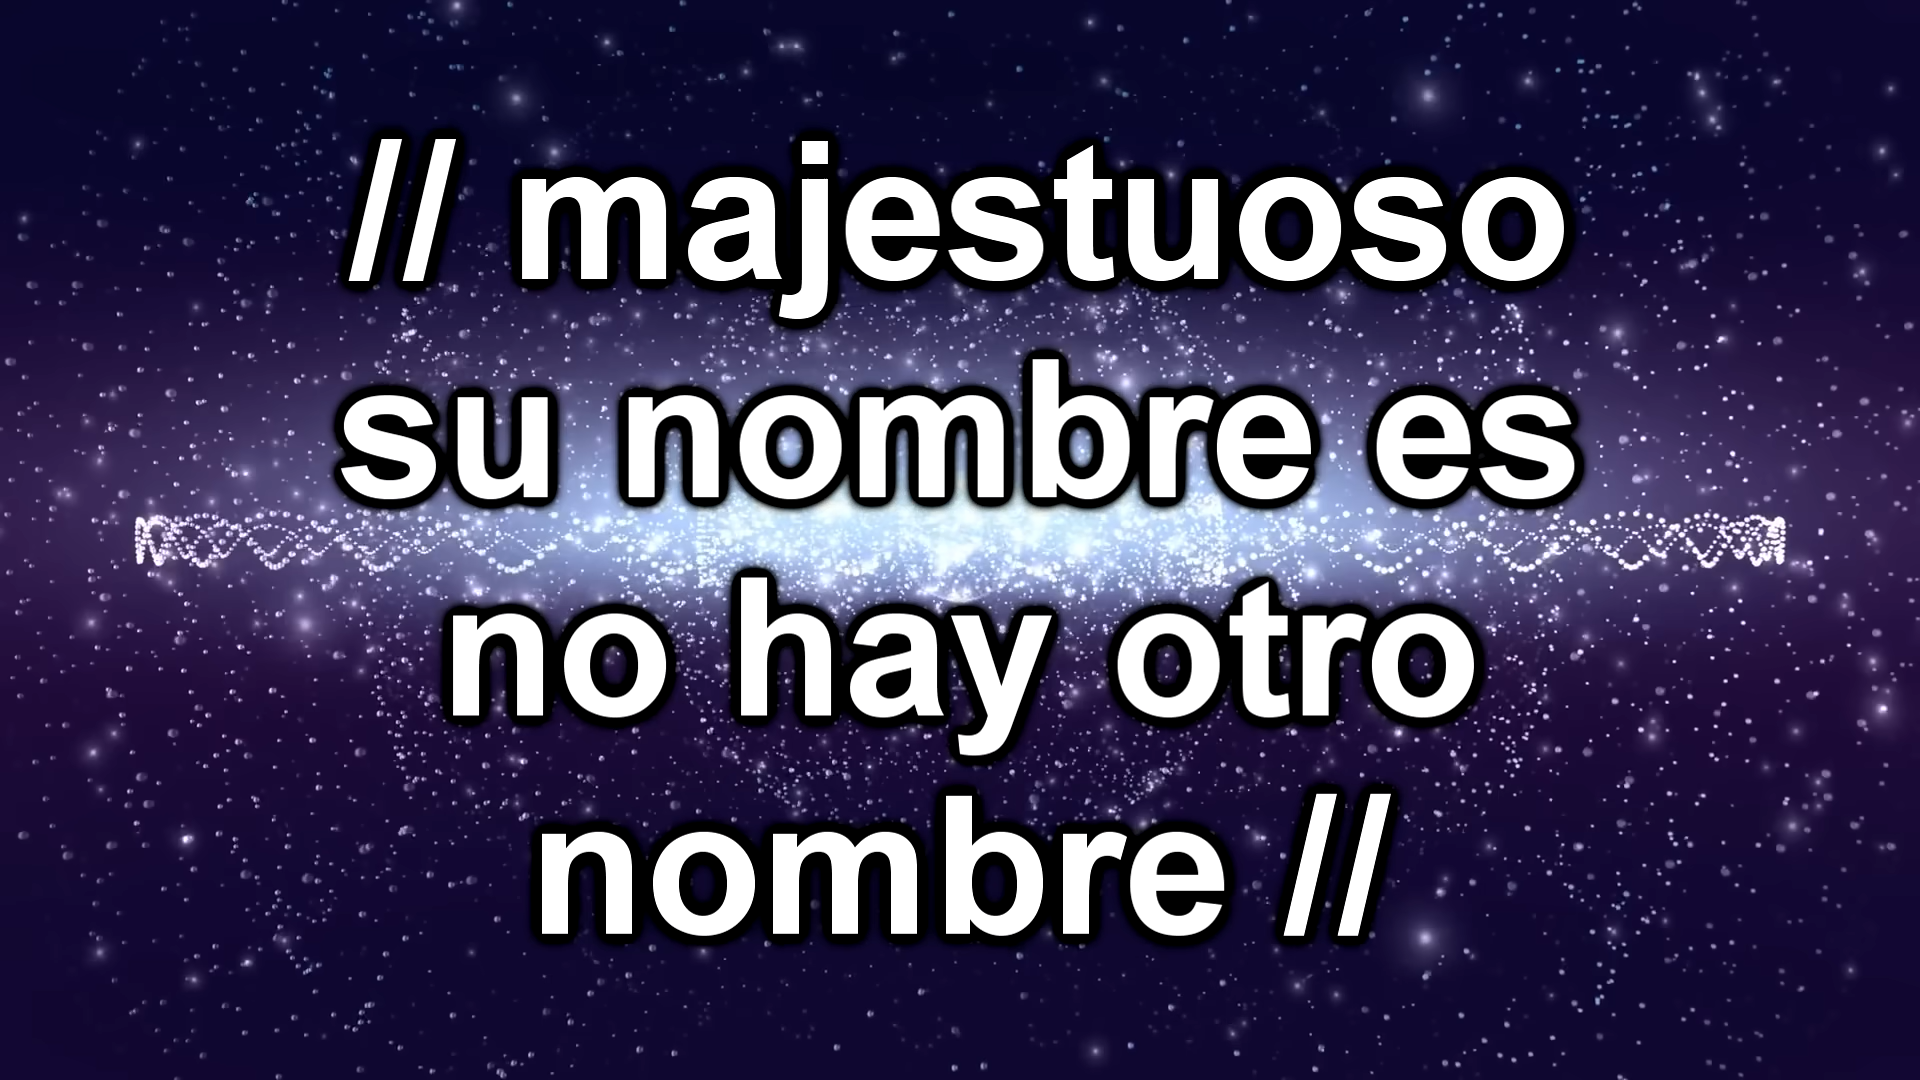 // majestuoso
su nombre es
no hay otro
nombre //